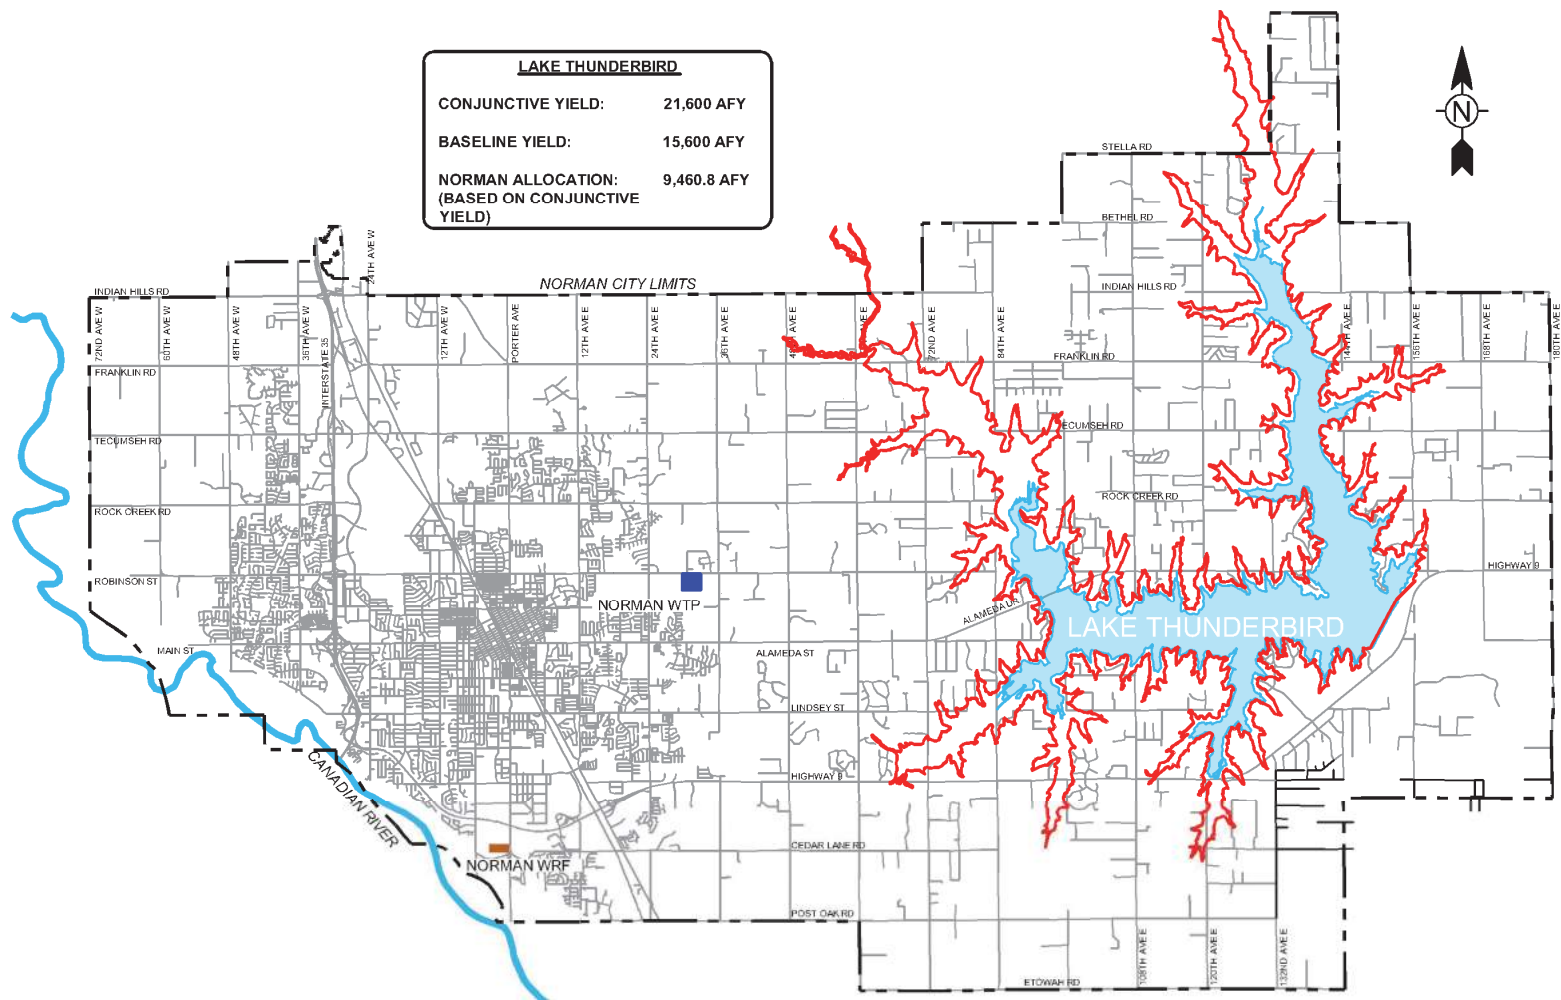 LAKE THUNDERBIRD
CONJUNCTIVE YIELD: 21,600 AFY
BASELINE YIELD: 15,600 AFY
NORMAN ALLOCATION: 9,460.8 AFY
(BASED ON CONJUNCTIVE
YIELD)
N
STELLA RD
BETHEL RD
24TH AVE W
NORMAN CITY LIMITS
INDIAN HILLS RD
INDIAN HILLS RD
72ND AVE W
60TH AVE W
48TH AVE W
36TH AVE W
INTERSTATE 35
12TH AVE W
PORTER AVE
12TH AVE E
24TH AVE E
36TH AVE E
AVE E
AVE E
72ND AVE E
84TH AVE E
AVE E
156TH AVE E
168TH AVE E
180TH AVE E
FRANKLIN RD
FRANKLIN RD
TECUMSEH RD
ECUMSEH RD
ROCK CREEK RD
ROCK CREEK RD
ROBINSON ST
HIGHWAY 9
NORMAN WTP
ALAMEDA DR
LAKE THUNDERBIRD
MAIN ST
ALAMEDA ST
LINDSEY ST
CANADIAN RIVER
HIGHWAY 9
CEDAR LANE RD
NORMAN WRF
POST OAK RD
108TH AVE E
120TH AVE E
132ND AVE E
ETOWAH RD